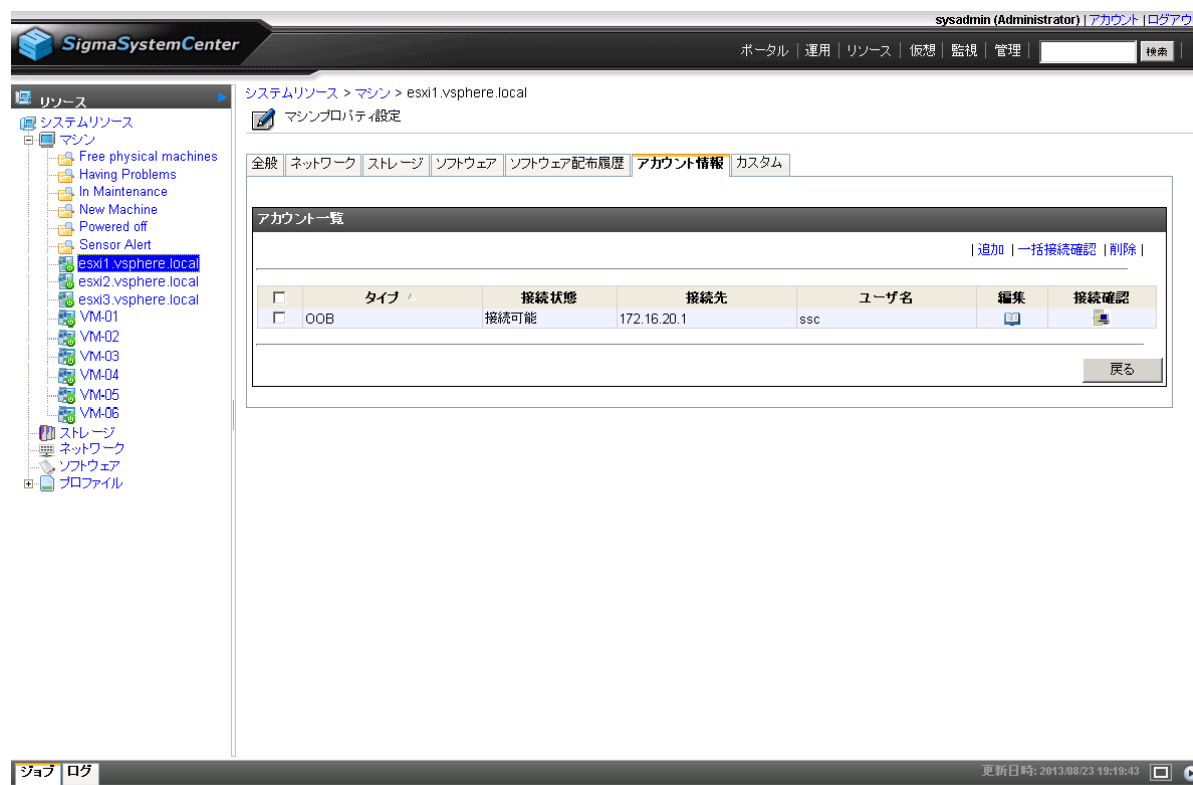 sysadmin (Administrator) | アカウント | ログアウ
SigmaSystemCenter
ポータル | 運用 | リソース | 仮想 | 監視 | 管理 | 検索
リソース
システムリソース
マシン
Free physical machines
Having Problems
In Maintenance
New Machine
Powered off
Sensor Alert
esxi1.vsphere.local
esxi2.vsphere.local
esxi3.vsphere.local
VM-01
VM-02
VM-03
VM-04
VM-05
VM-06
ストレージ
ネットワーク
ソフトウェア
プロファイル
システムリソース > マシン > esxi1.vsphere.local
マシンプロパティ設定
全般 ネットワーク ストレージ ソフトウェア ソフトウェア配布履歴 アカウント情報 カスタム
アカウント一覧
| 追加 | 一括接続確認 | 削除 |
タイプ 接続状態 接続先 ユーザ名 編集 接続確認
OOB 接続可能 172.16.20.1 ssc
戻る
ジョブ ログ
更新日時: 2013/08/23 19:19:43